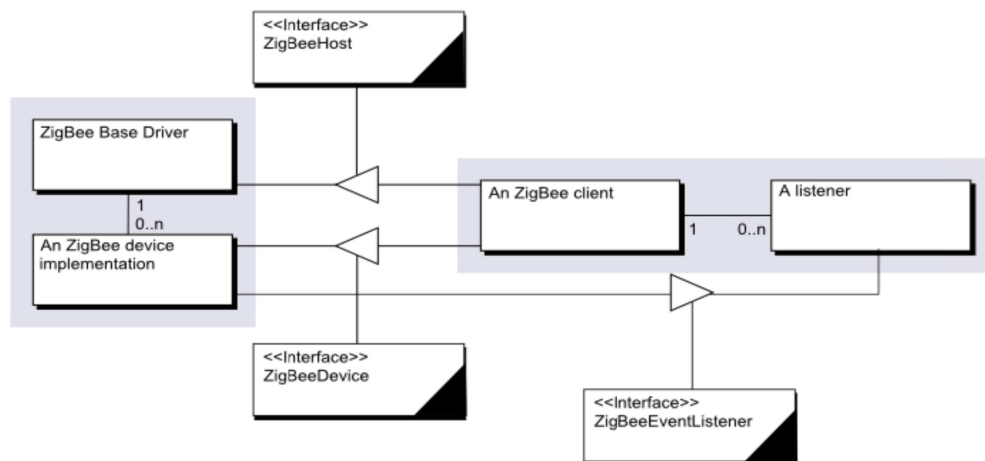 <<Interface>>
ZigBeeHost
ZigBee Base Driver
1
0..n
An ZigBee device
implementation
An ZigBee client
1
0..n
A listener
<<Interface>>
ZigBeeDevice
<<Interface>>
ZigBeeEventListener